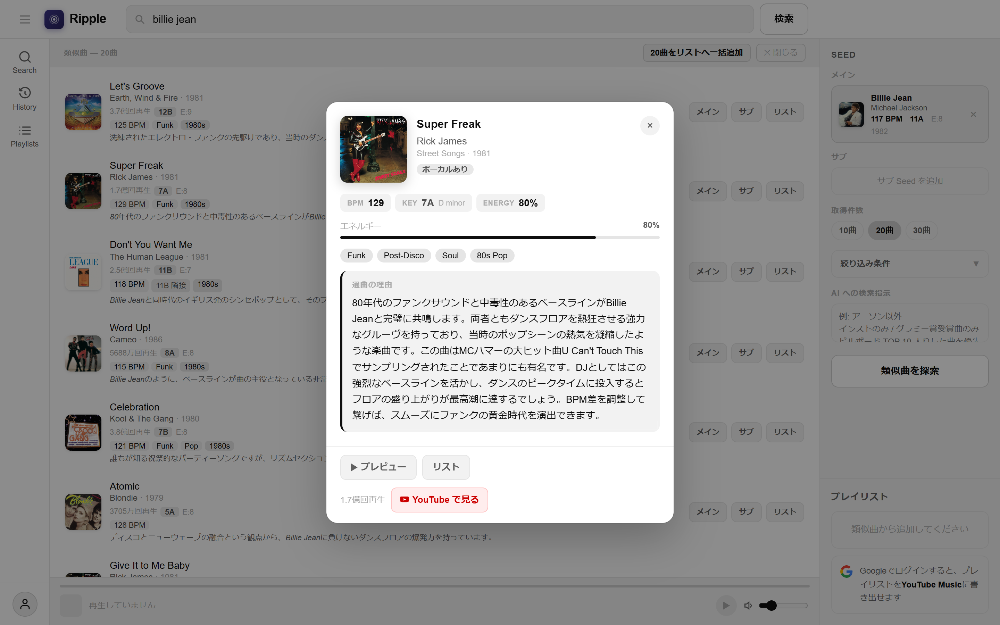 Ripple
billie jean
検索
Search
History
Playlists
類似曲 — 20曲
20曲をリストへ一括追加
× 閉じる
Let's Groove
Earth, Wind & Fire · 1981
3.7億回再生 12B E:9
125 BPM Funk 1980s
洗練されたエレクトロ・ファンクの先駆けであり、当時のダンス
メイン サブ リスト
Super Freak
Rick James · 1981
1.7億回再生 7A E:8
129 BPM Funk 1980s
80年代のファンクサウンドと中毒性のあるベースラインがBillie
メイン サブ リスト
Don't You Want Me
The Human League · 1981
2.5億回再生 11B E:7
118 BPM 11B 隣接 1980s
Billie Jeanと同時代のイギリス発のシンセポップとして、そのプ
メイン サブ リスト
Word Up!
Cameo · 1986
5688万回再生 8A E:8
115 BPM Funk 1980s
Billie Jeanのように、ベースラインが曲の主役となっている非常
メイン サブ リスト
Celebration
Kool & The Gang · 1980
3.8億回再生 7B E:8
121 BPM Funk Pop 1980s
誰もが知る祝祭的なパーティーソングですが、リズムセクション
メイン サブ リスト
Atomic
Blondie · 1979
3705万回再生 5A E:8
128 BPM
ディスコとニューウェーブの融合という観点から、Billie Jeanに負けないダンスフロアの爆発力を持っています。
メイン サブ リスト
Give It to Me Baby
Rick James · 1981
再生していません
Super Freak
Rick James
Street Songs · 1981
ボーカルあり
BPM 129 KEY 7A D minor ENERGY 80%
エネルギー 80%
Funk Post-Disco Soul 80s Pop
選曲の理由
80年代のファンクサウンドと中毒性のあるベースラインがBillie
Jeanと完璧に共鳴します。両者ともダンスフロアを熱狂させる強力
なグルーヴを持っており、当時のポップシーンの熱気を凝縮したよ
うな楽曲です。この曲はMCハマーの大ヒット曲U Can't Touch This
でサンプリングされたことであまりにも有名です。DJとしてはこの
強烈なベースラインを活かし、ダンスのピークタイムに投入すると
フロアの盛り上がりが最高潮に達するでしょう。BPM差を調整して
繋げば、スムーズにファンクの黄金時代を演出できます。
▶ プレビュー リスト
1.7億回再生 YouTube で見る
SEED
メイン
Billie Jean
Michael Jackson
117 BPM 11A E:8
1982
サブ
サブ Seed を追加
取得件数
10曲 20曲 30曲
絞り込み条件 ▼
AI への検索指示
例: アニソン以外
インストのみ / グラミー賞受賞曲のみ
ビルボード TOP 10 入りした曲を優先
類似曲を探索
プレイリスト
類似曲から追加してください
Googleでログインすると、プレ
イリストをYouTube Musicに書
き出せます